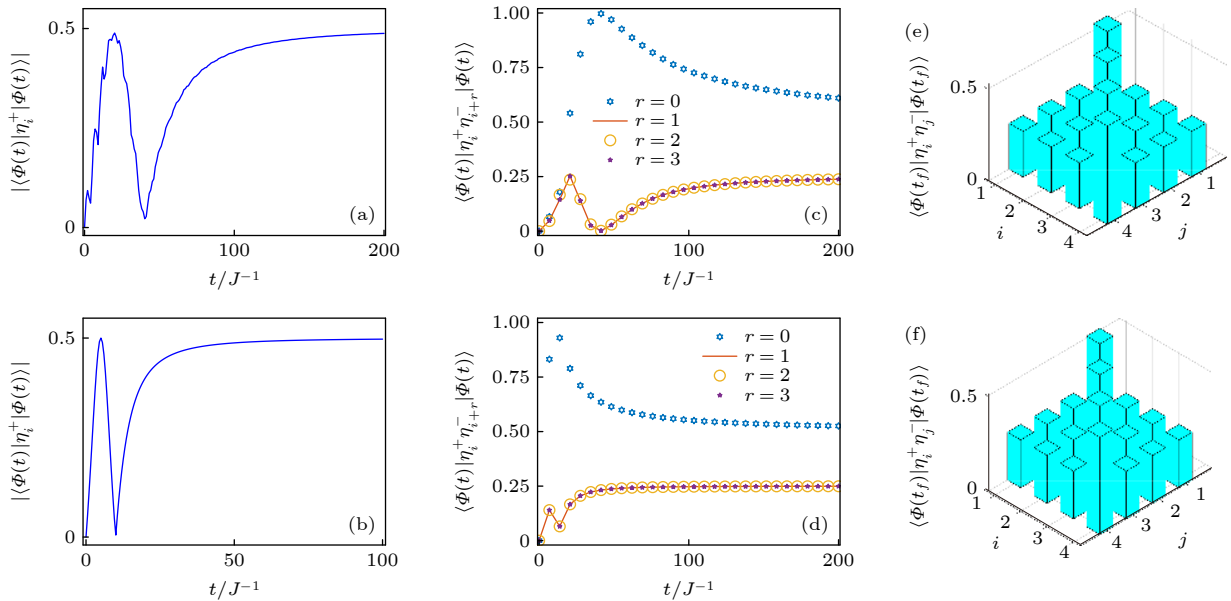 |⟨Φ(t)|η_i^+|Φ(t)⟩|
0.5
0
(a)
0 100 200
t/J^{-1}
⟨Φ(t)|η_i^+η_{i+r}^-|Φ(t)⟩
1.00
0.75
0.50
0.25
0
r = 0
r = 1
r = 2
r = 3
(c)
0 100 200
t/J^{-1}
(e)
⟨Φ(t_f)|η_i^+η_j^-|Φ(t_f)⟩
0.5
0
1 2 3 4
i
4 3 2 1
j
|⟨Φ(t)|η_i^+|Φ(t)⟩|
0.5
0
(b)
0 50 100
t/J^{-1}
⟨Φ(t)|η_i^+η_{i+r}^-|Φ(t)⟩
1.00
0.75
0.50
0.25
0
r = 0
r = 1
r = 2
r = 3
(d)
0 100 200
t/J^{-1}
(f)
⟨Φ(t_f)|η_i^+η_j^-|Φ(t_f)⟩
0.5
0
1 2 3 4
i
4 3 2 1
j